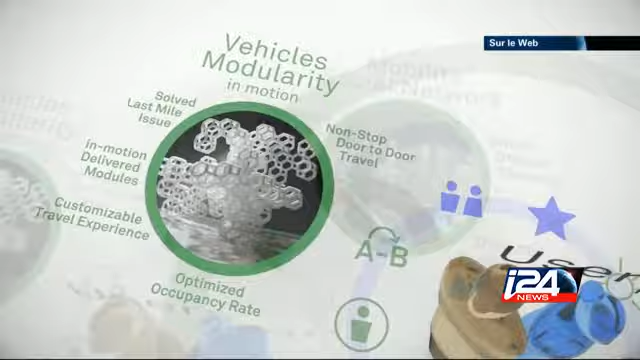 Sur le Web
Vehicles
Modularity
in motion
Solved
Last Mile
Issue
Non-Stop
Door to Door
Travel
in-motion
Delivered
Modules
Customizable
Travel Experience
Optimized
Occupancy Rate
A-B
User
i24
NEWS